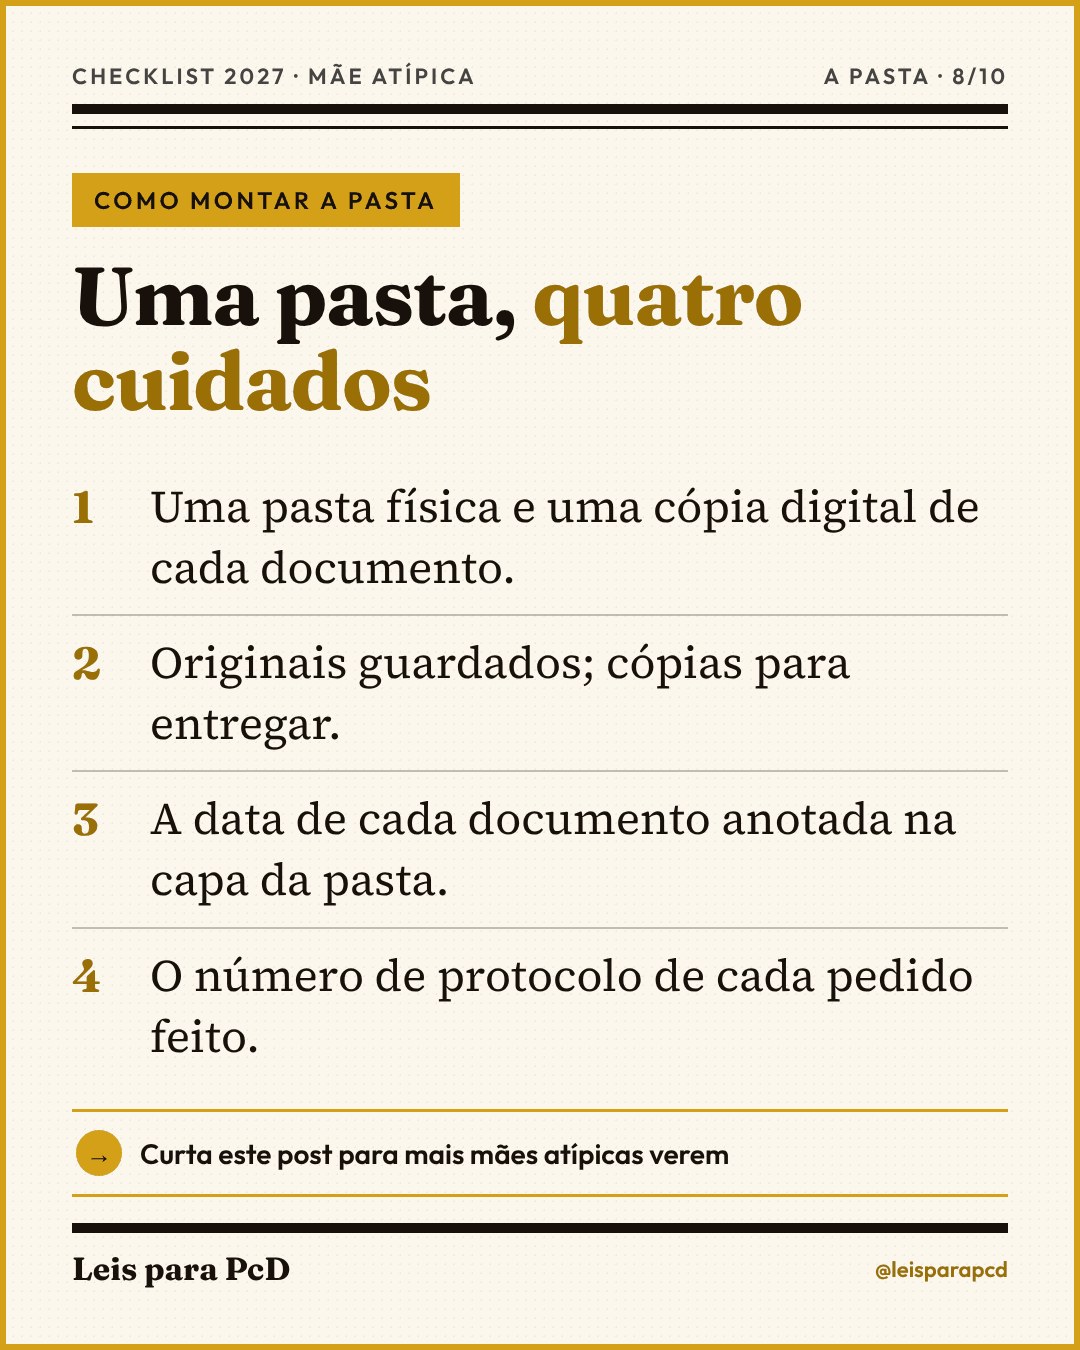 CHECKLIST 2027 · MÃE ATÍPICA
A PASTA · 8/10
COMO MONTAR A PASTA
Uma pasta, quatro
cuidados
1 Uma pasta física e uma cópia digital de
cada documento.
2 Originais guardados; cópias para
entregar.
3 A data de cada documento anotada na
capa da pasta.
4 O número de protocolo de cada pedido
feito.
→ Curta este post para mais mães atípicas verem
Leis para PcD
@leisparapcd